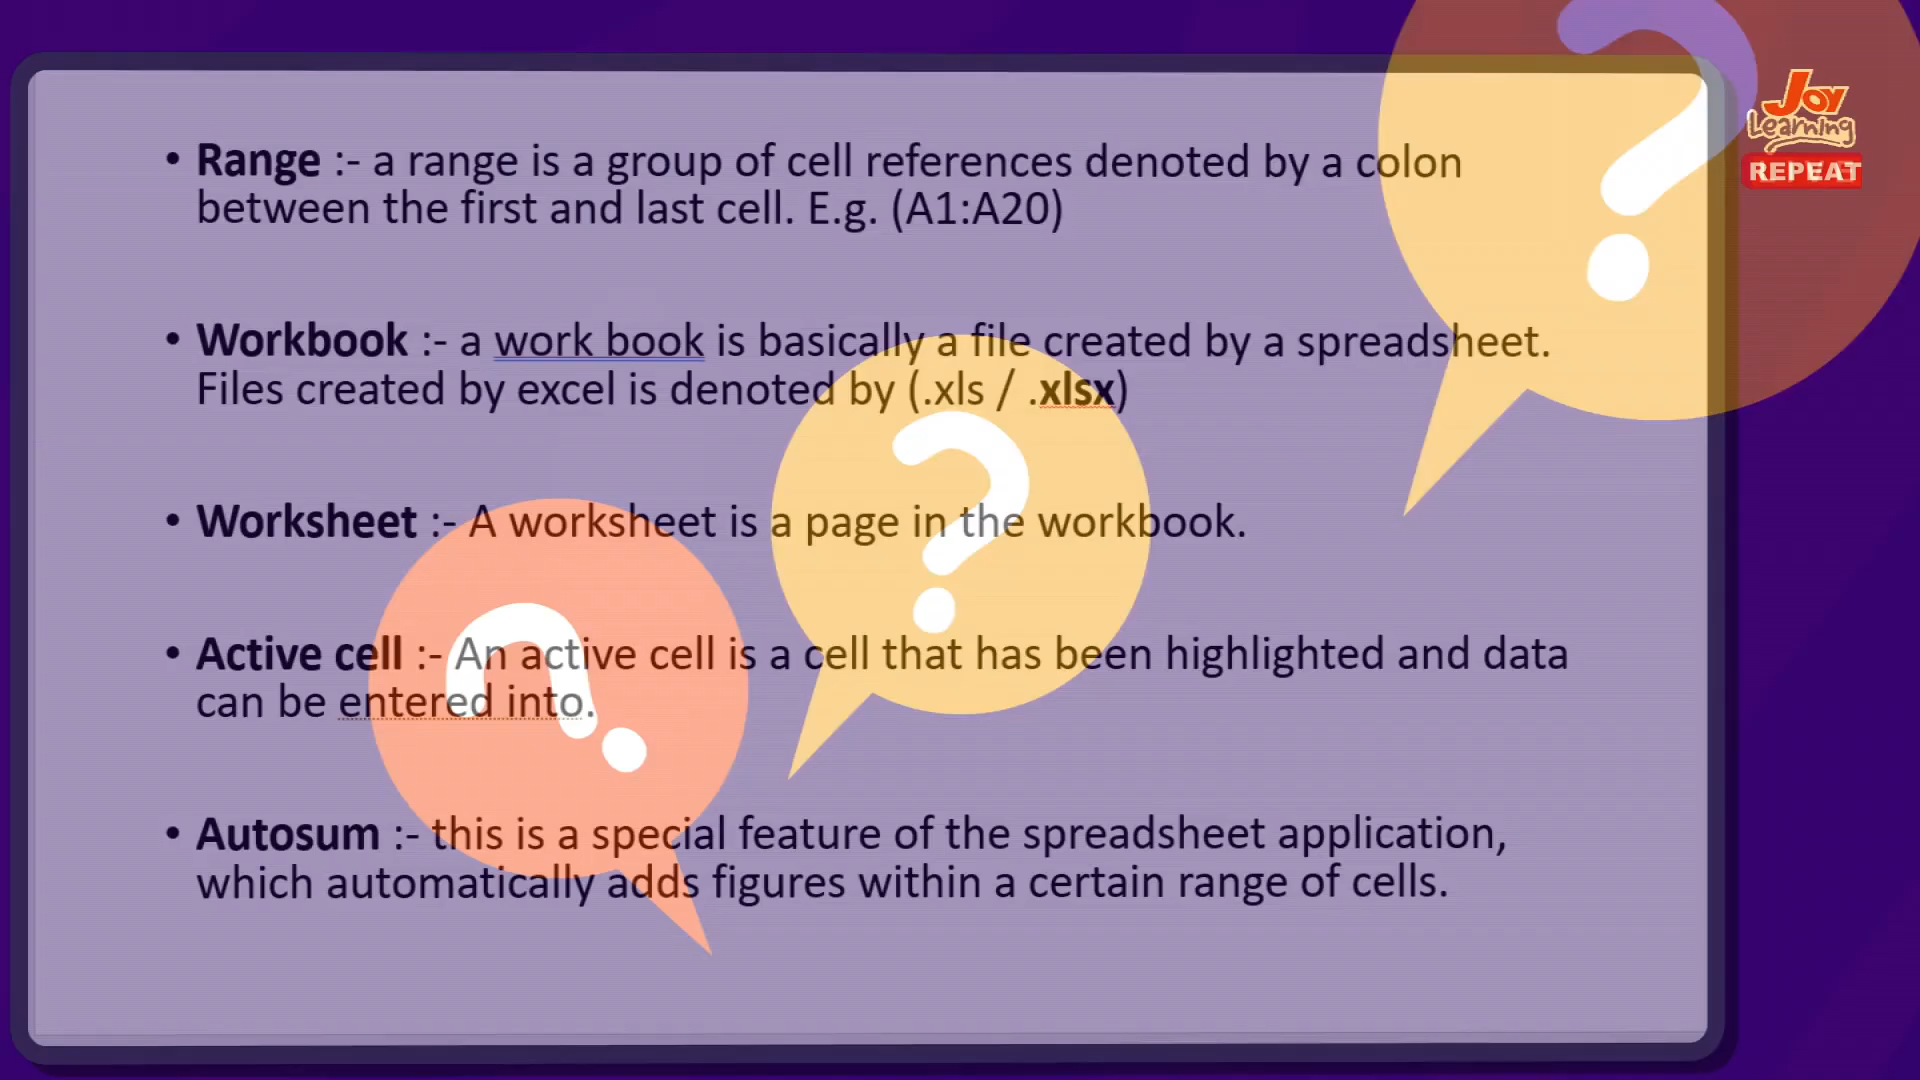 • Range :- a range is a group of cell references denoted by a colon
between the first and last cell. E.g. (A1:A20)
• Workbook :- a work book is basically a file created by a spreadsheet.
Files created by excel is denoted by (.xls / .xlsx)
• Worksheet :- A worksheet is a page in the workbook.
• Active cell :- An active cell is a cell that has been highlighted and data
can be entered into.
• Autosum :- this is a special feature of the spreadsheet application,
which automatically adds figures within a certain range of cells.
?
?
?
Joy
Learning
REPEAT